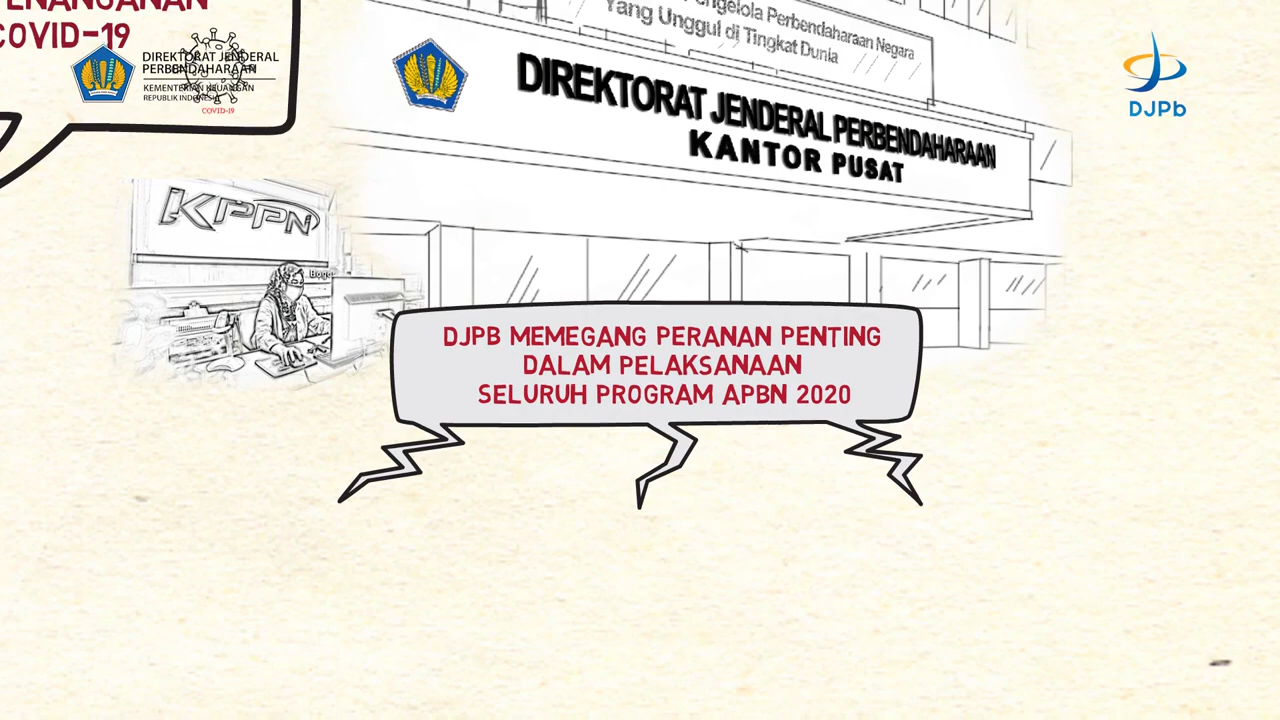 PENANGANAN
COVID-19
DIREKTORAT JENDERAL
PERBENDAHARAAN
KEMENTERIAN KEUANGAN
REPUBLIK INDONESIA
COVID-19
Pengelola Perbendaharaan Negara
Yang Unggul di Tingkat Dunia
DIREKTORAT JENDERAL PERBENDAHARAAN
KANTOR PUSAT
DJPb
KPPN
DJPB MEMEGANG PERANAN PENTING
DALAM PELAKSANAAN
SELURUH PROGRAM APBN 2020